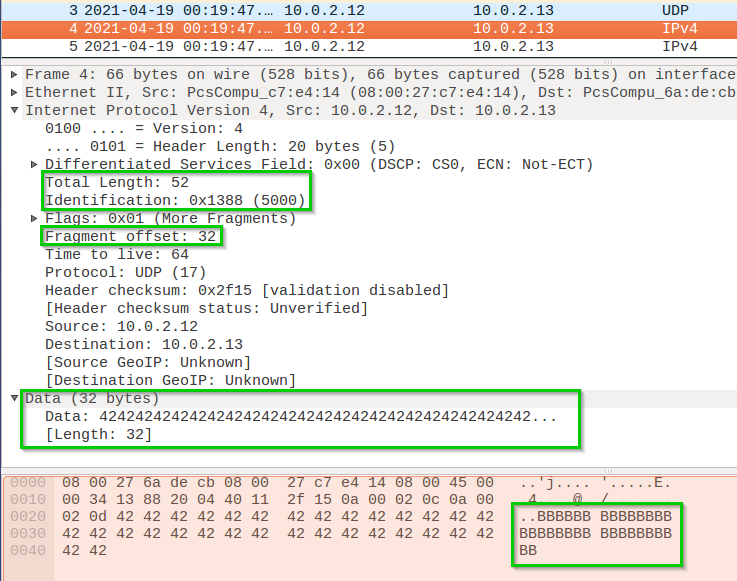 3 2021-04-19 00:19:47.… 10.0.2.12 10.0.2.13 UDP
4 2021-04-19 00:19:47.… 10.0.2.12 10.0.2.13 IPv4
5 2021-04-19 00:19:47.… 10.0.2.12 10.0.2.13 IPv4
Frame 4: 66 bytes on wire (528 bits), 66 bytes captured (528 bits) on interface
Ethernet II, Src: PcsCompu_c7:e4:14 (08:00:27:c7:e4:14), Dst: PcsCompu_6a:de:cb
Internet Protocol Version 4, Src: 10.0.2.12, Dst: 10.0.2.13
0100 .... = Version: 4
.... 0101 = Header Length: 20 bytes (5)
Differentiated Services Field: 0x00 (DSCP: CS0, ECN: Not-ECT)
Total Length: 52
Identification: 0x1388 (5000)
Flags: 0x01 (More Fragments)
Fragment offset: 32
Time to live: 64
Protocol: UDP (17)
Header checksum: 0x2f15 [validation disabled]
[Header checksum status: Unverified]
Source: 10.0.2.12
Destination: 10.0.2.13
[Source GeoIP: Unknown]
[Destination GeoIP: Unknown]
Data (32 bytes)
Data: 424242424242424242424242424242424242424242424242...
[Length: 32]
0000 08 00 27 6a de cb 08 00 27 c7 e4 14 08 00 45 00 ..'j.... '.....E.
0010 00 34 13 88 20 04 40 11 2f 15 0a 00 02 0c 0a 00 .4.. .@. /.......
0020 02 0d 42 42 42 42 42 42 42 42 42 42 42 42 42 42 ..BBBBBB BBBBBBBB
0030 42 42 42 42 42 42 42 42 42 42 42 42 42 42 42 42 BBBBBBBB BBBBBBBB
0040 42 42 BB